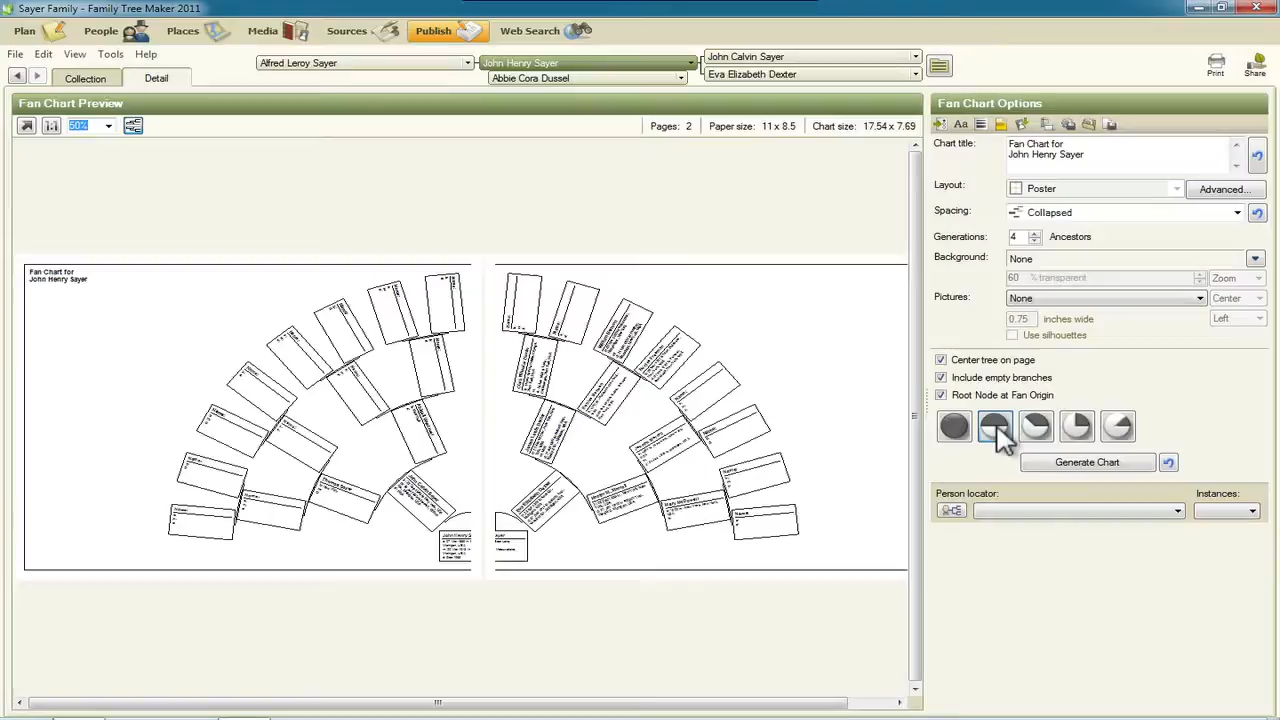 Sayer Family - Family Tree Maker 2011
Plan People Places Media Sources Publish Web Search
File Edit View Tools Help
Alfred Leroy Sayer
John Henry Sayer
Abbie Cora Dussel
John Calvin Sayer
Eva Elizabeth Dexter
Print Share
Collection Detail
Fan Chart Preview
50%
Pages: 2 Paper size: 11 x 8.5 Chart size: 17.54 x 7.69
Fan Chart for
John Henry Sayer
Fan Chart Options
Chart title: Fan Chart for
John Henry Sayer
Layout: Poster Advanced...
Spacing: Collapsed
Generations: 4 Ancestors
Background: None
60 % transparent Zoom
Pictures: None Center
0.75 inches wide Left
Use silhouettes
Center tree on page
Include empty branches
Root Node at Fan Origin
Generate Chart
Person locator: Instances: